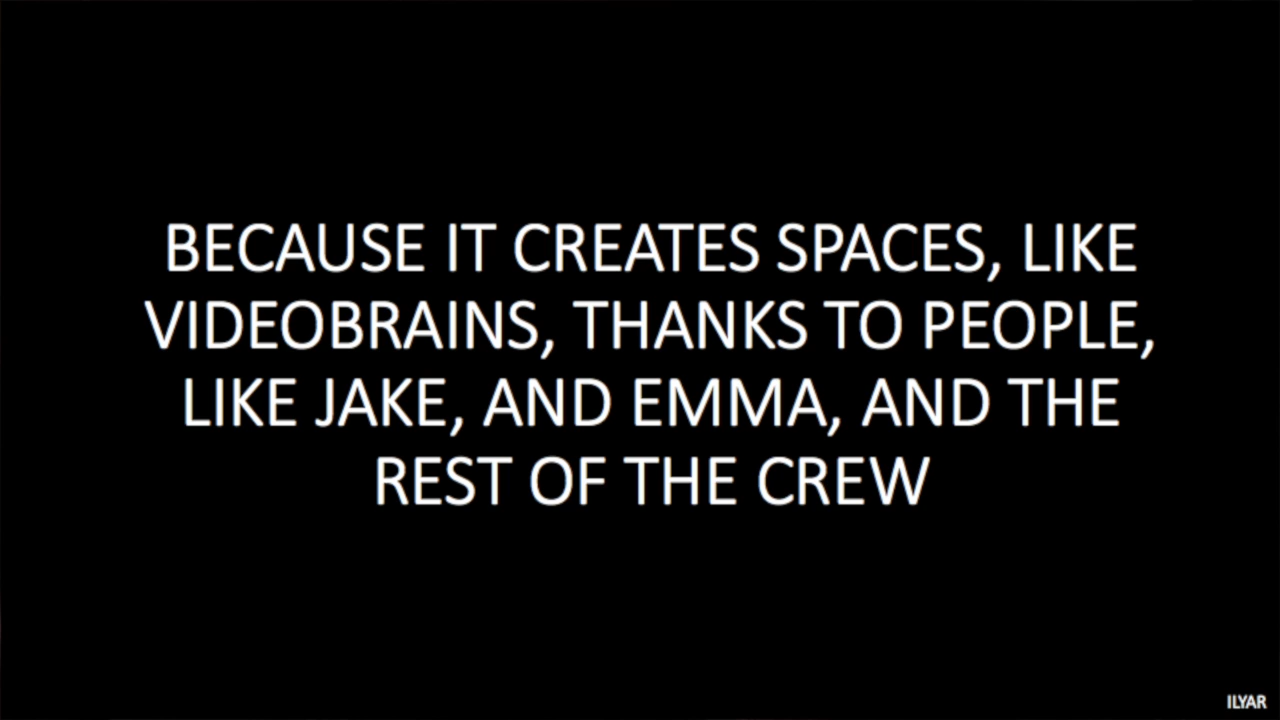 BECAUSE IT CREATES SPACES, LIKE
VIDEOBRAINS, THANKS TO PEOPLE,
LIKE JAKE, AND EMMA, AND THE
REST OF THE CREW
ILYAR